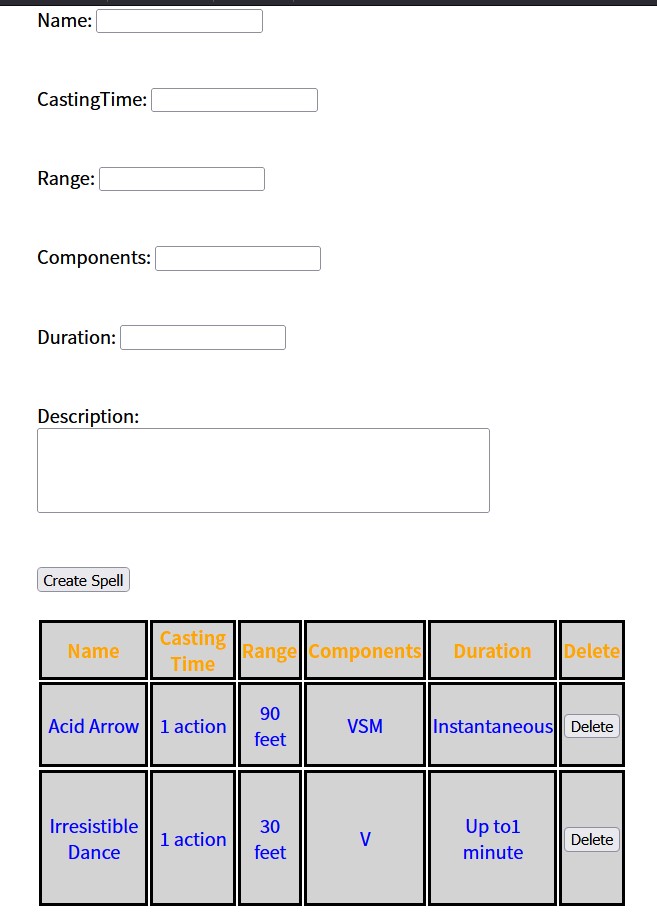 Name:
CastingTime:
Range:
Components:
Duration:
Description:
Create Spell
Name Casting Time Range Components Duration Delete
Acid Arrow 1 action 90 feet VSM Instantaneous Delete
Irresistible Dance 1 action 30 feet V Up to1 minute Delete